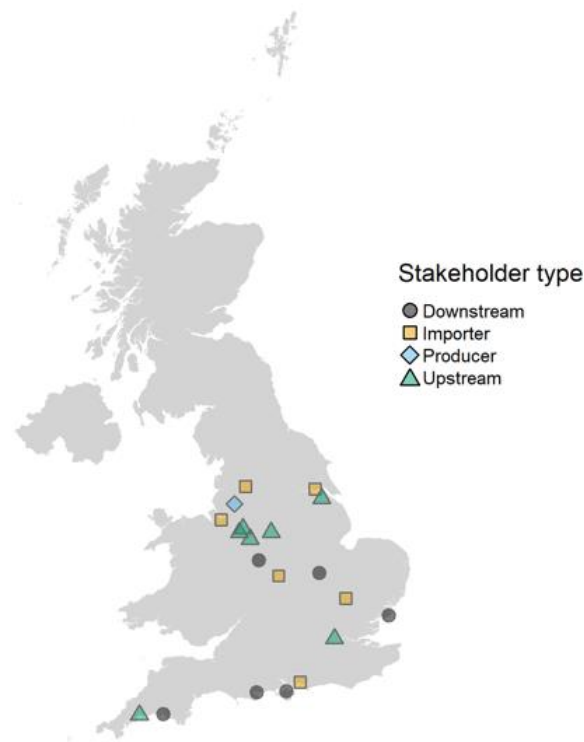 Stakeholder type
Downstream
Importer
Producer
Upstream